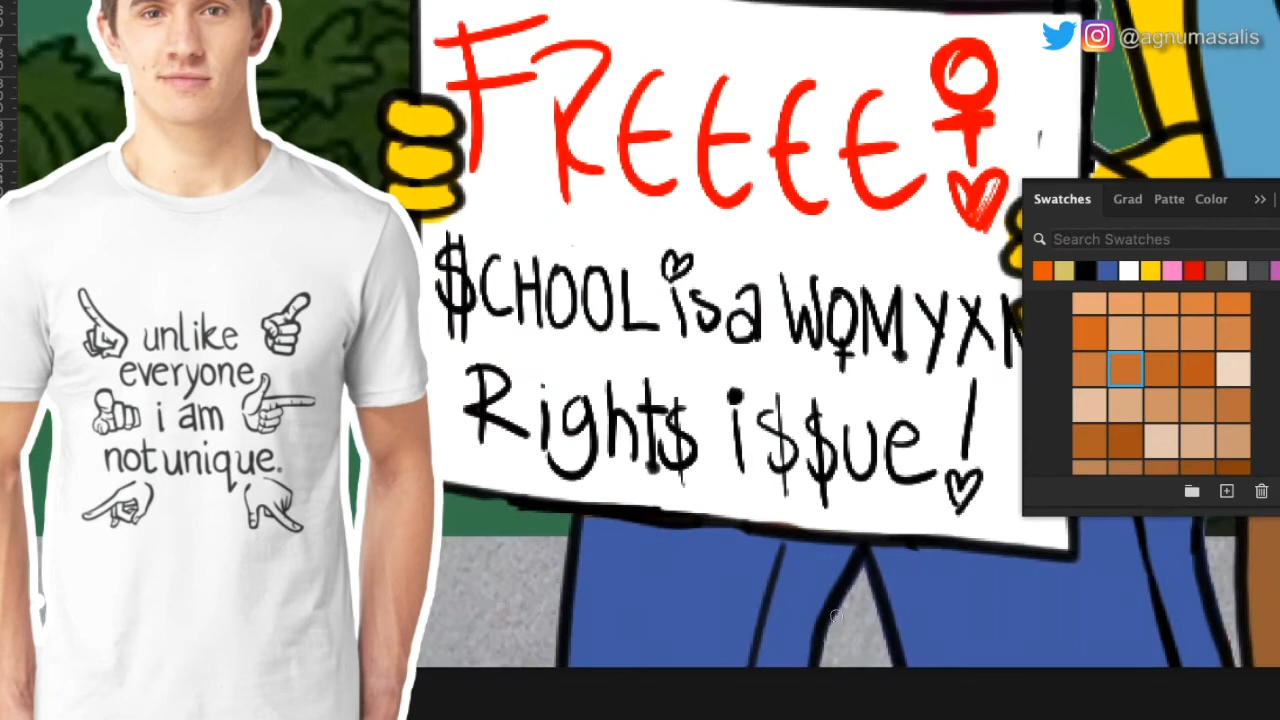 @agnumasalis
FREEEE
$CHOOL is a WOMYXN
Right$ i$$ue!
unlike
everyone
i am
not unique.
Swatches Grad Patte Color
Search Swatches